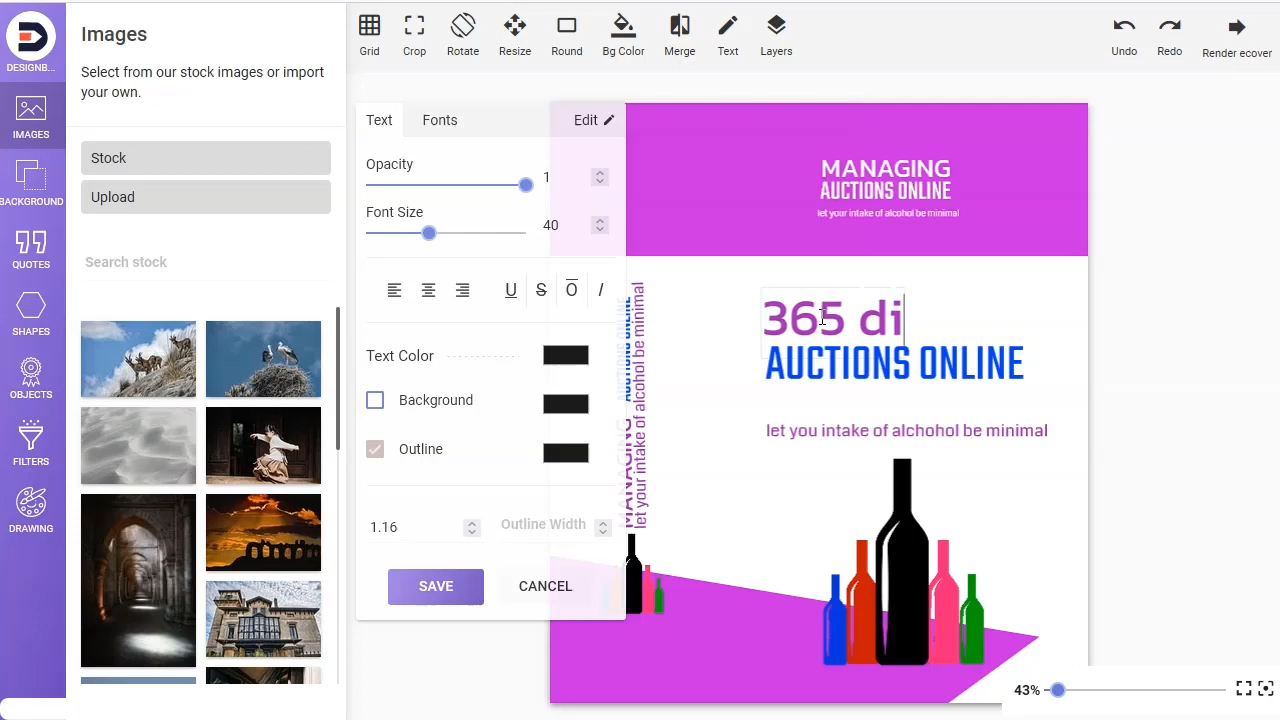 DESIGNB...
IMAGES
BACKGROUND
QUOTES
SHAPES
OBJECTS
FILTERS
DRAWING
Images
Select from our stock images or import
your own.
Stock
Upload
Search stock
Grid
Crop
Rotate
Resize
Round
Bg Color
Merge
Text
Layers
Undo
Redo
Render ecover
Text
Fonts
Edit
Opacity
1
Font Size
40
U S O I
Text Color
Background
Outline
1.16
Outline Width
SAVE
CANCEL
MANAGING
AUCTIONS ONLINE
let your intake of alcohol be minimal
MANAGING
AUCTIONS ONLINE
let your intake of alcohol be minimal
365 di
AUCTIONS ONLINE
let you intake of alchohol be minimal
43%